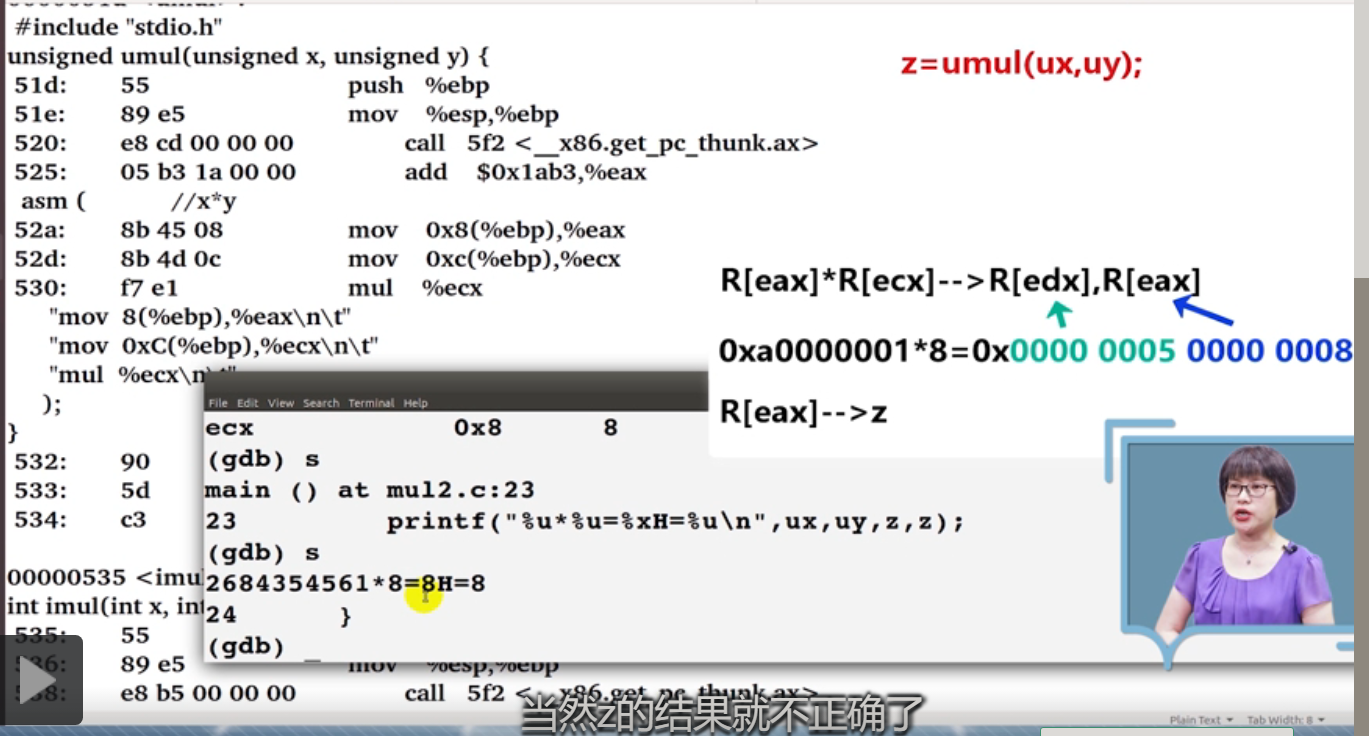 #include "stdio.h"
unsigned umul(unsigned x, unsigned y) {
51d: 55 push %ebp
51e: 89 e5 mov %esp,%ebp
520: e8 cd 00 00 00 call 5f2 <__x86.get_pc_thunk.ax>
525: 05 b3 1a 00 00 add $0x1ab3,%eax
asm ( //x*y
52a: 8b 45 08 mov 0x8(%ebp),%eax
52d: 8b 4d 0c mov 0xc(%ebp),%ecx
530: f7 e1 mul %ecx
"mov 8(%ebp),%eax\n\t"
"mov 0xC(%ebp),%ecx\n\t"
"mul %ecx\n\t"
);
}
532: 90
533: 5d
534: c3
00000535 <imul
int imul(int x, int
535: 55
536: 89 e5 mov %esp,%ebp
538: e8 b5 00 00 00 call 5f2 <__x86.get_pc_thunk.ax>
z=umul(ux,uy);
R[eax]*R[ecx]-->R[edx],R[eax]
0xa0000001*8=0x0000 0005 0000 0008
R[eax]-->z
File Edit View Search Terminal Help
ecx 0x8 8
(gdb) s
main () at mul2.c:23
23 printf("%u*%u=%xH=%u\n",ux,uy,z,z);
(gdb) s
2684354561*8=8H=8
24 }
(gdb) _
当然z的结果就不正确了
Plain Text Tab Width: 8